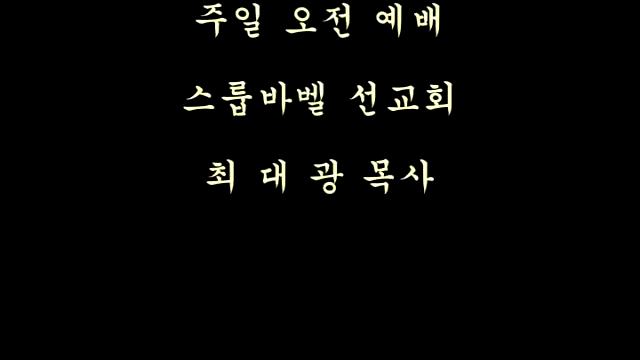 주일 오전 예배
스룹바벨 선교회
최 대 광 목사